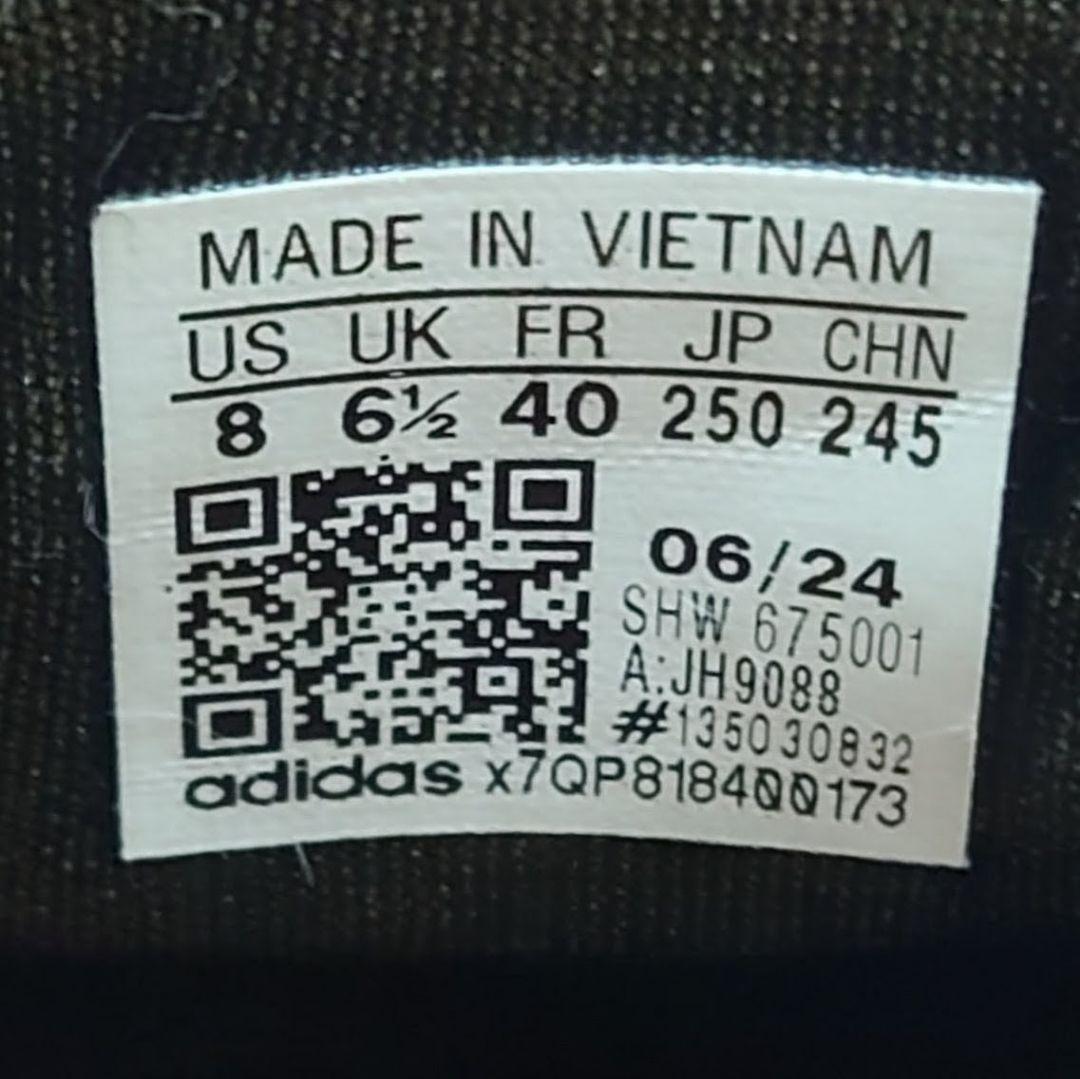 MADE IN VIETNAM
US UK FR JP CHN
8 6½ 40 250 245
06/24
SHW 675001
A:JH9088
#135030832
adidas x7QP818400173